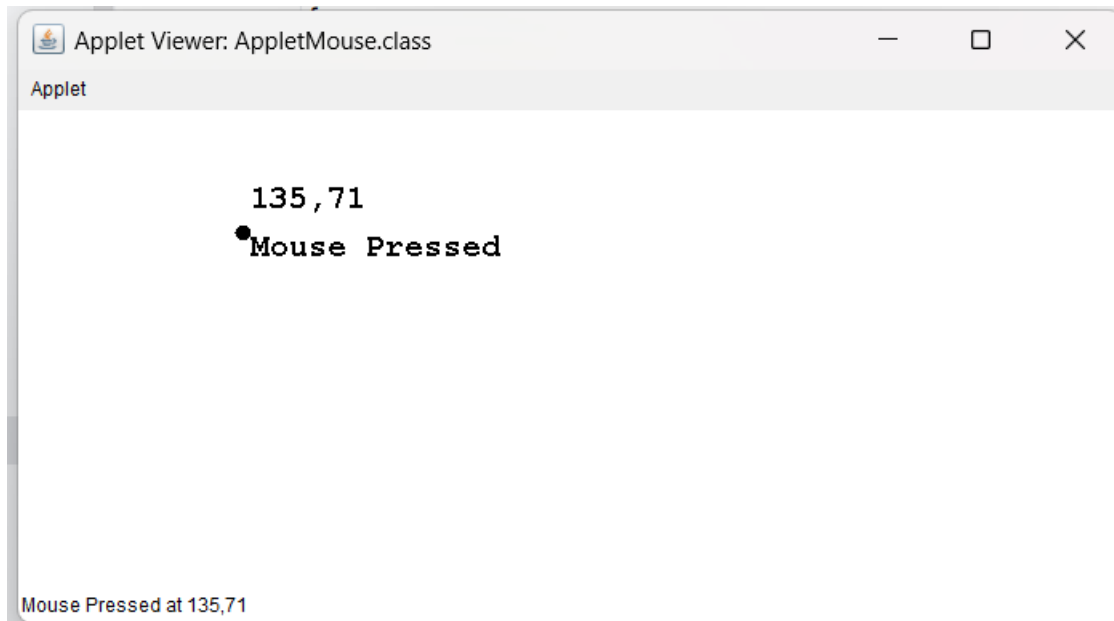 Applet Viewer: AppletMouse.class
Applet
135,71
Mouse Pressed
Mouse Pressed at 135,71